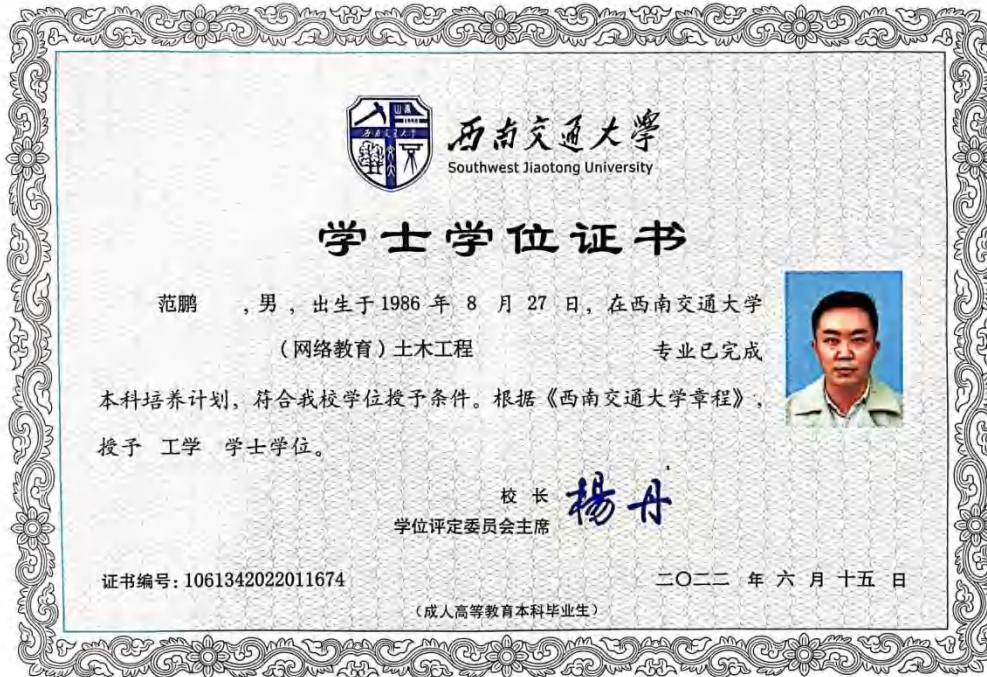 西南交通大學
Southwest Jiaotong University
学士学位证书
范鹏 ,男,出生于1986 年 8 月 27 日,在西南交通大学
(网络教育)土木工程 专业已完成
本科培养计划,符合我校学位授予条件。根据《西南交通大学章程》,
授予 工学 学士学位。
校 长 楊丹
学位评定委员会主席
证书编号:1061342022011674
二〇二二 年 六 月 十五 日
(成人高等教育本科毕业生)